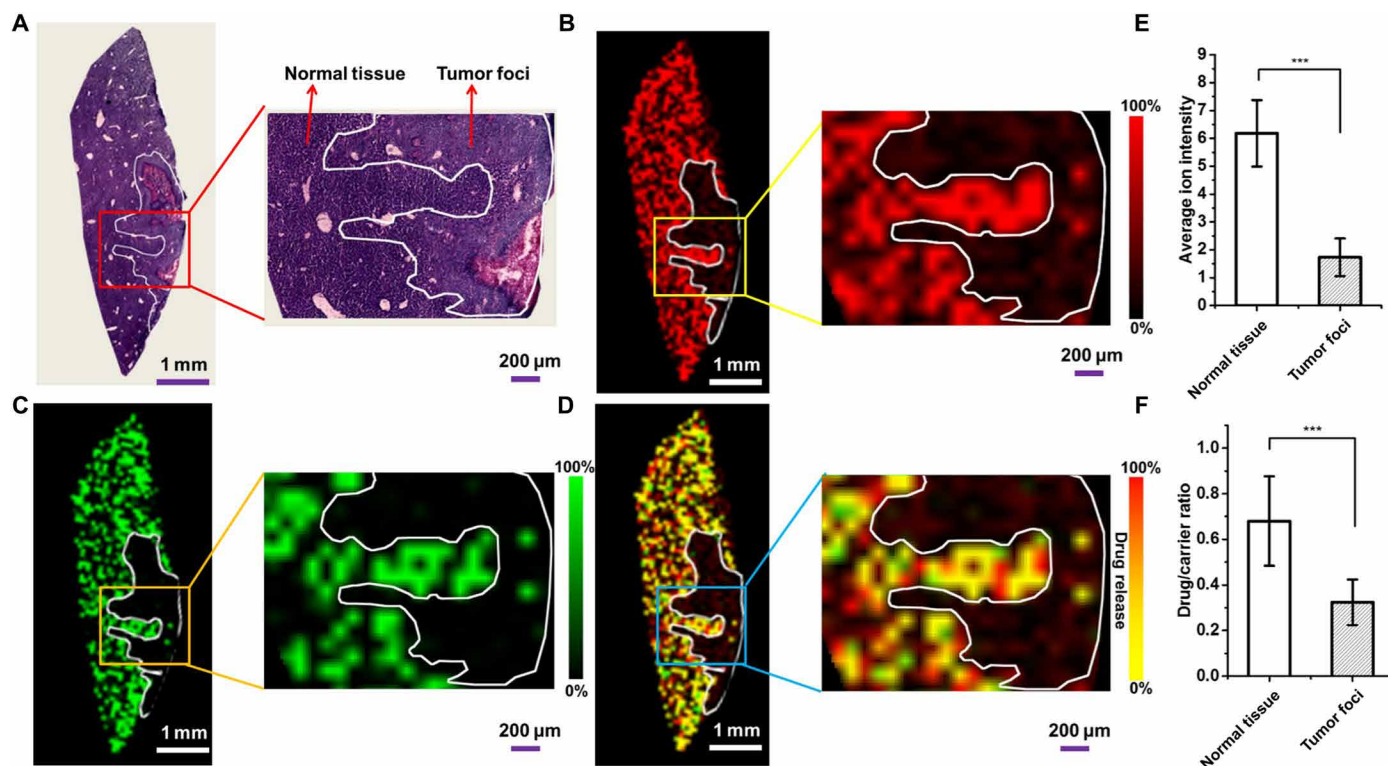 A
Normal tissue
Tumor foci
1 mm
200 µm
B
100%
0%
1 mm
200 µm
E
Average ion intensity
9
8
7
6
5
4
3
2
1
0
***
Normal tissue
Tumor foci
C
100%
0%
1 mm
200 µm
D
100%
Drug release
0%
1 mm
200 µm
F
Drug/carrier ratio
1.0
0.8
0.6
0.4
0.2
0.0
***
Normal tissue
Tumor foci